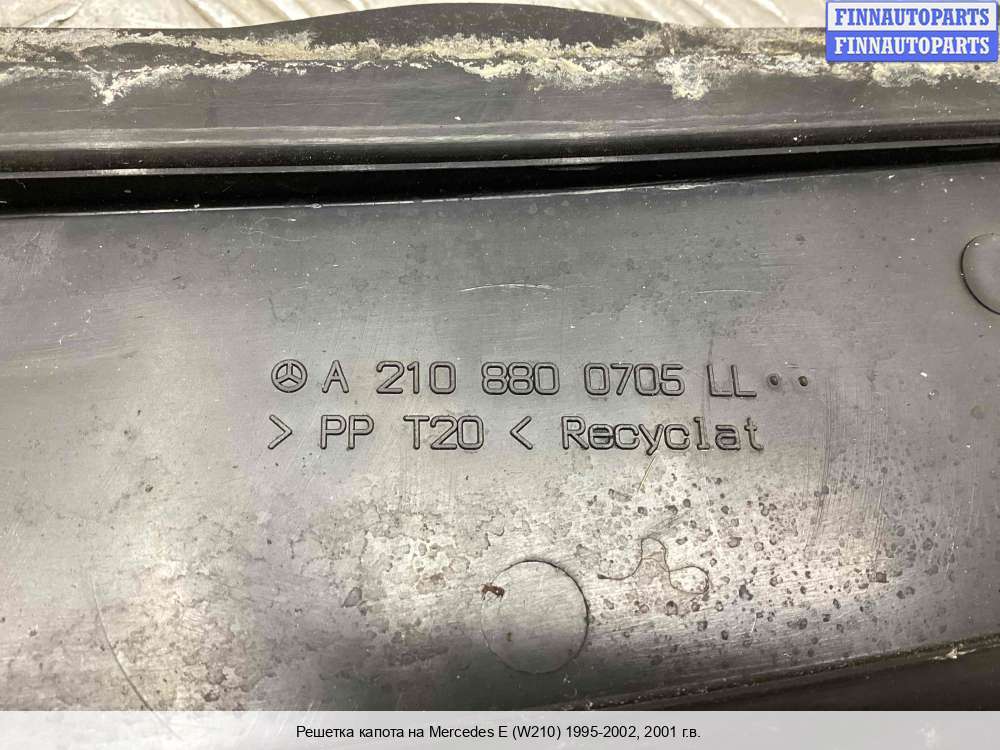 FINNAUTOPARTS
FINNAUTOPARTS
A 210 880 0705 LL
> PP T20 < Recyclat
Решетка капота на Mercedes E (W210) 1995-2002, 2001 г.в.